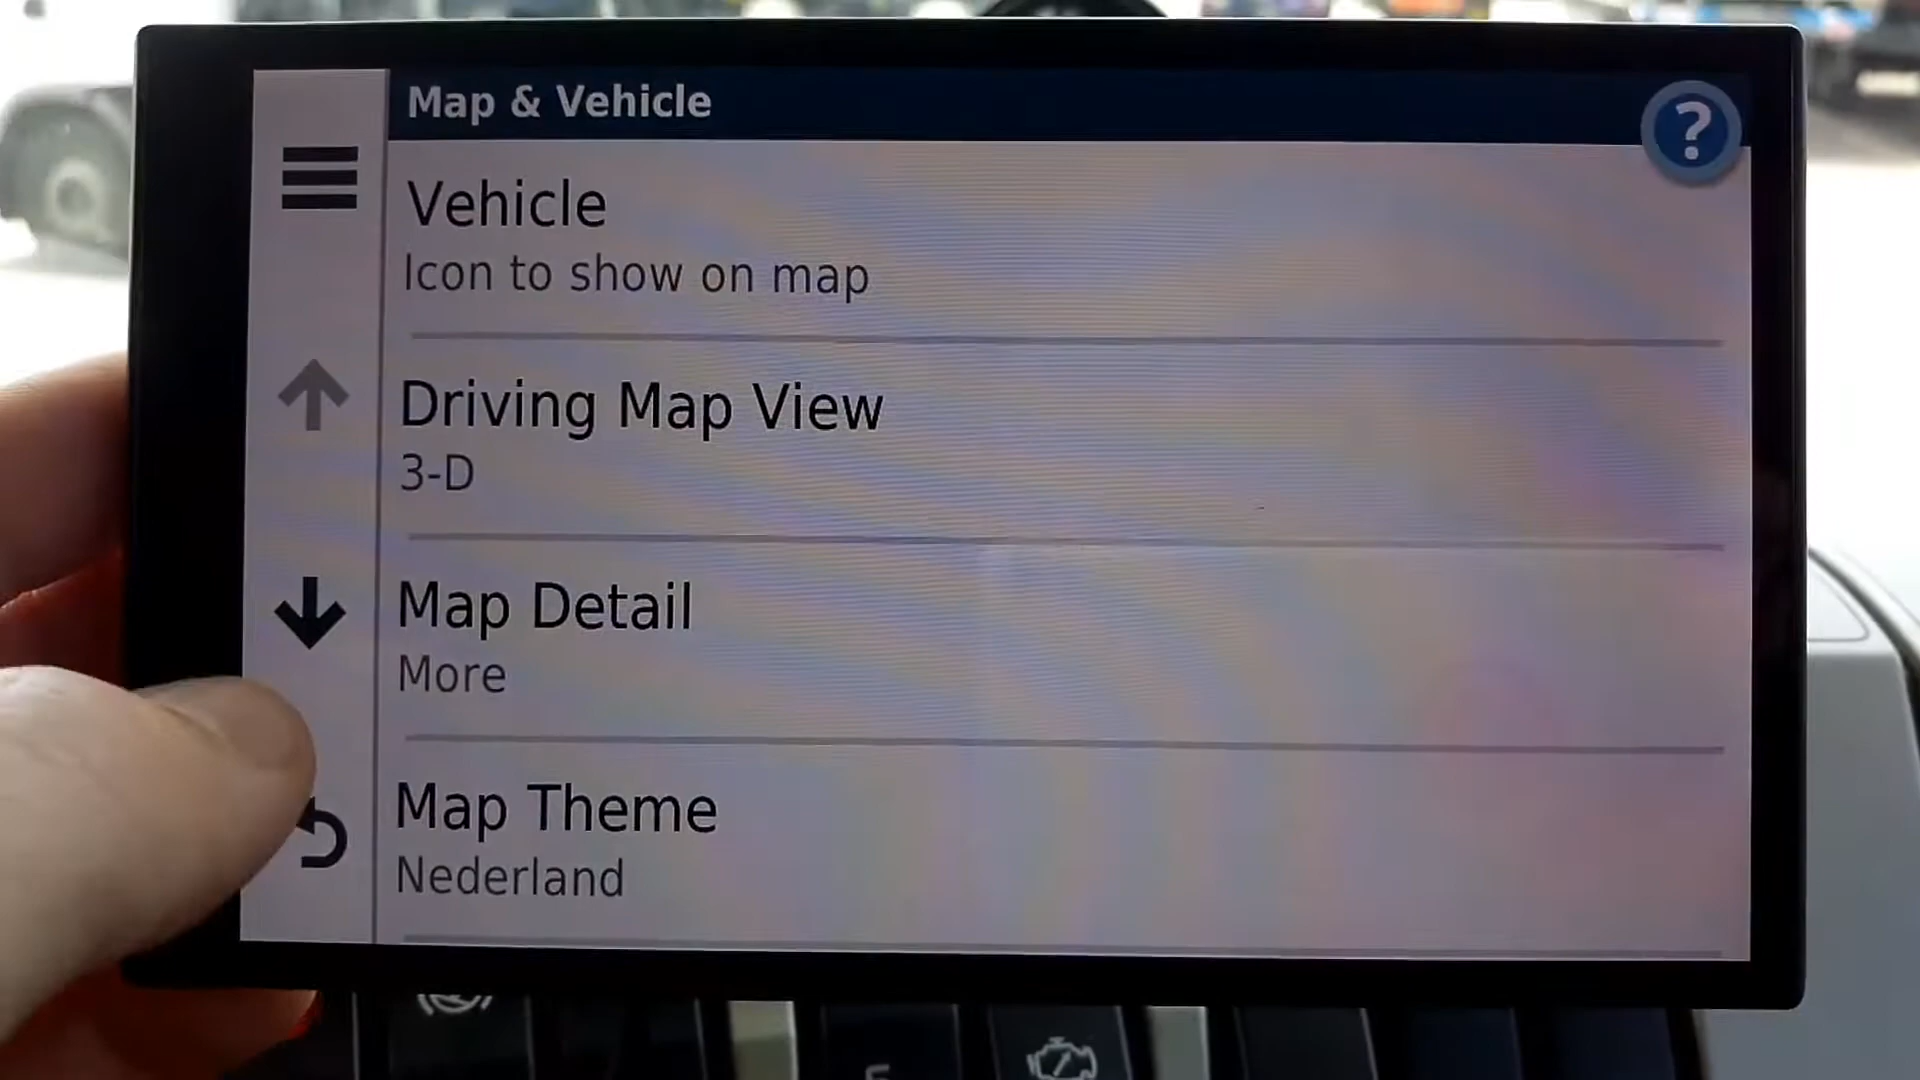 Map & Vehicle
?
Vehicle
Icon to show on map
Driving Map View
3-D
Map Detail
More
Map Theme
Nederland